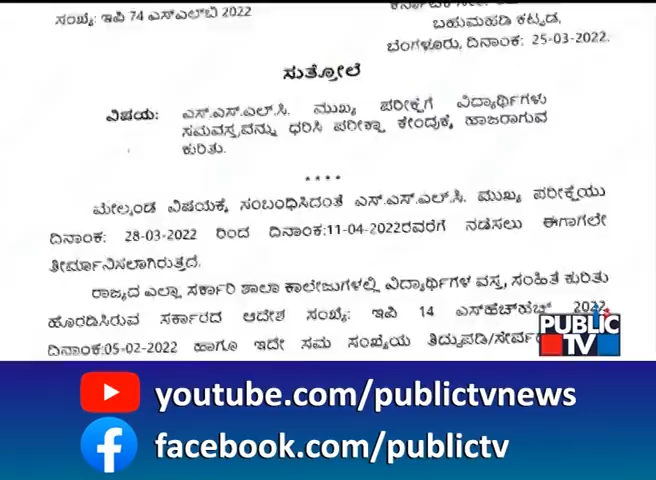 ಸಂಖ್ಯೆ: ಇಪಿ 74 ಎಸ್ಎಲ್‌ಬಿ 2022
ಬಹುಮಹಡಿ ಕಟ್ಟಡ,
ಬೆಂಗಳೂರು, ದಿನಾಂಕ: 25-03-2022.
ಸುತ್ತೋಲೆ
ವಿಷಯ: ಎಸ್.ಎಸ್.ಎಲ್.ಸಿ. ಮುಖ್ಯ ಪರೀಕ್ಷೆಗೆ ವಿದ್ಯಾರ್ಥಿಗಳು
ಸಮವಸ್ತ್ರವನ್ನು ಧರಿಸಿ ಪರೀಕ್ಷಾ ಕೇಂದ್ರಕ್ಕೆ ಹಾಜರಾಗುವ
ಕುರಿತು.
****
ಮೇಲ್ಕಂಡ ವಿಷಯಕ್ಕೆ ಸಂಬಂಧಿಸಿದಂತೆ ಎಸ್.ಎಸ್.ಎಲ್.ಸಿ. ಮುಖ್ಯ ಪರೀಕ್ಷೆಯು
ದಿನಾಂಕ: 28-03-2022 ರಿಂದ ದಿನಾಂಕ:11-04-2022ರವರೆಗೆ ನಡೆಸಲು ಈಗಾಗಲೇ
ತೀರ್ಮಾನಿಸಲಾಗಿರುತ್ತದೆ.
ರಾಜ್ಯದ ಎಲ್ಲಾ ಸರ್ಕಾರಿ ಶಾಲಾ ಕಾಲೇಜುಗಳಲ್ಲಿ ವಿದ್ಯಾರ್ಥಿಗಳ ವಸ್ತ್ರ ಸಂಹಿತೆ ಕುರಿತು
ಹೊರಡಿಸಿರುವ ಸರ್ಕಾರದ ಆದೇಶ ಸಂಖ್ಯೆ: ಇಪಿ 14 ಎಸ್‌ಹೆಚ್‌ಹೆಚ್ 2022
ದಿನಾಂಕ:05-02-2022 ಹಾಗೂ ಇದೇ ಸಮ ಸಂಖ್ಯೆಯ ತಿದ್ದುಪಡಿ/ಸೇರ್ಪಡೆ
PUBLIC
TV
youtube.com/publictvnews
facebook.com/publictv